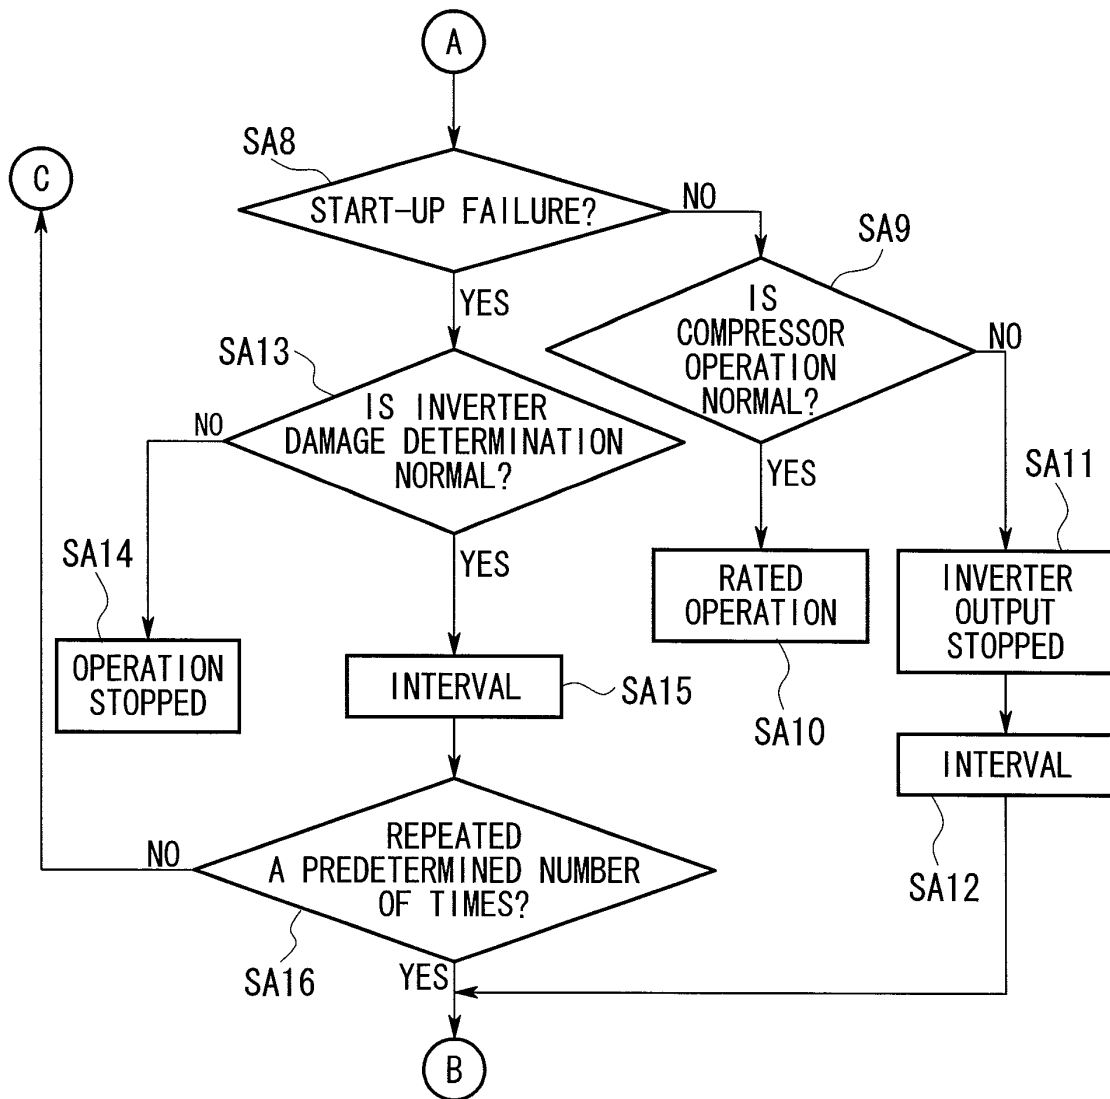 A
SA8
C
START-UP FAILURE?
NO
SA9
YES
IS
COMPRESSOR
OPERATION
NORMAL?
NO
SA13
IS INVERTER
DAMAGE DETERMINATION
NORMAL?
NO
YES
SA11
SA14
YES
RATED
OPERATION
INVERTER
OUTPUT
STOPPED
OPERATION
STOPPED
INTERVAL
SA15
SA10
INTERVAL
REPEATED
A PREDETERMINED NUMBER
OF TIMES?
NO
SA12
SA16
YES
B